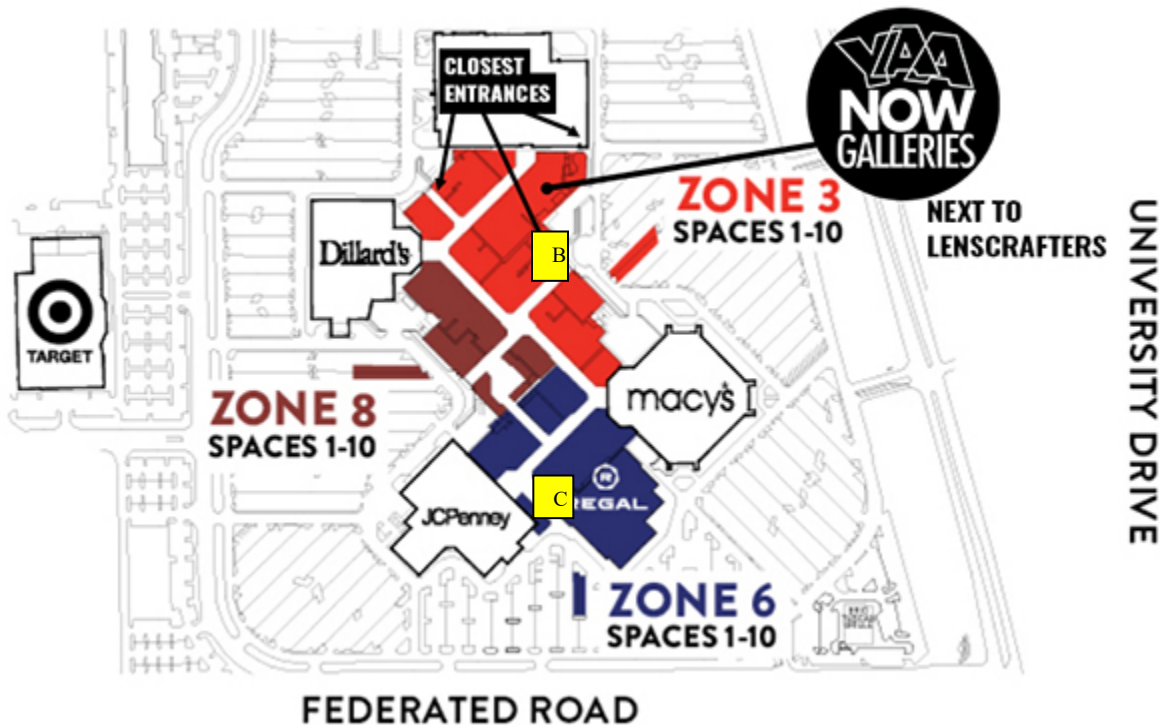 CLOSEST
ENTRANCES
YAA
NOW
GALLERIES
NEXT TO
LENSCRAFTERS
ZONE 3
SPACES 1-10
UNIVERSITY DRIVE
Dillard's
B
TARGET
macy's
ZONE 8
SPACES 1-10
C
R
REGAL
JCPenney
ZONE 6
SPACES 1-10
FEDERATED ROAD